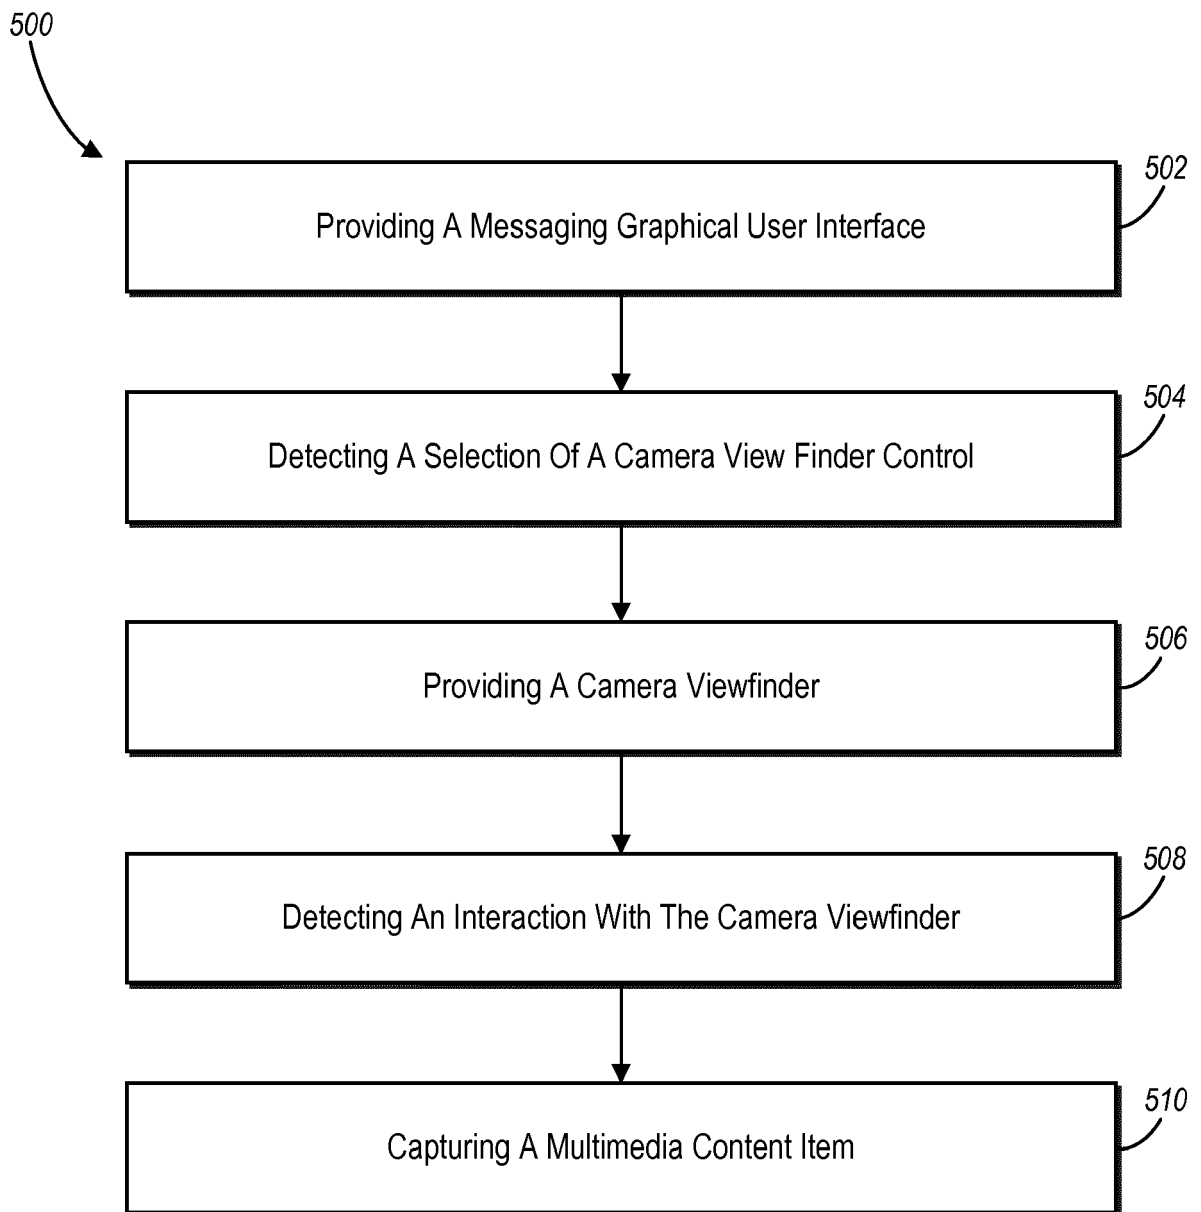 500
502
Providing A Messaging Graphical User Interface
504
Detecting A Selection Of A Camera View Finder Control
506
Providing A Camera Viewfinder
508
Detecting An Interaction With The Camera Viewfinder
510
Capturing A Multimedia Content Item